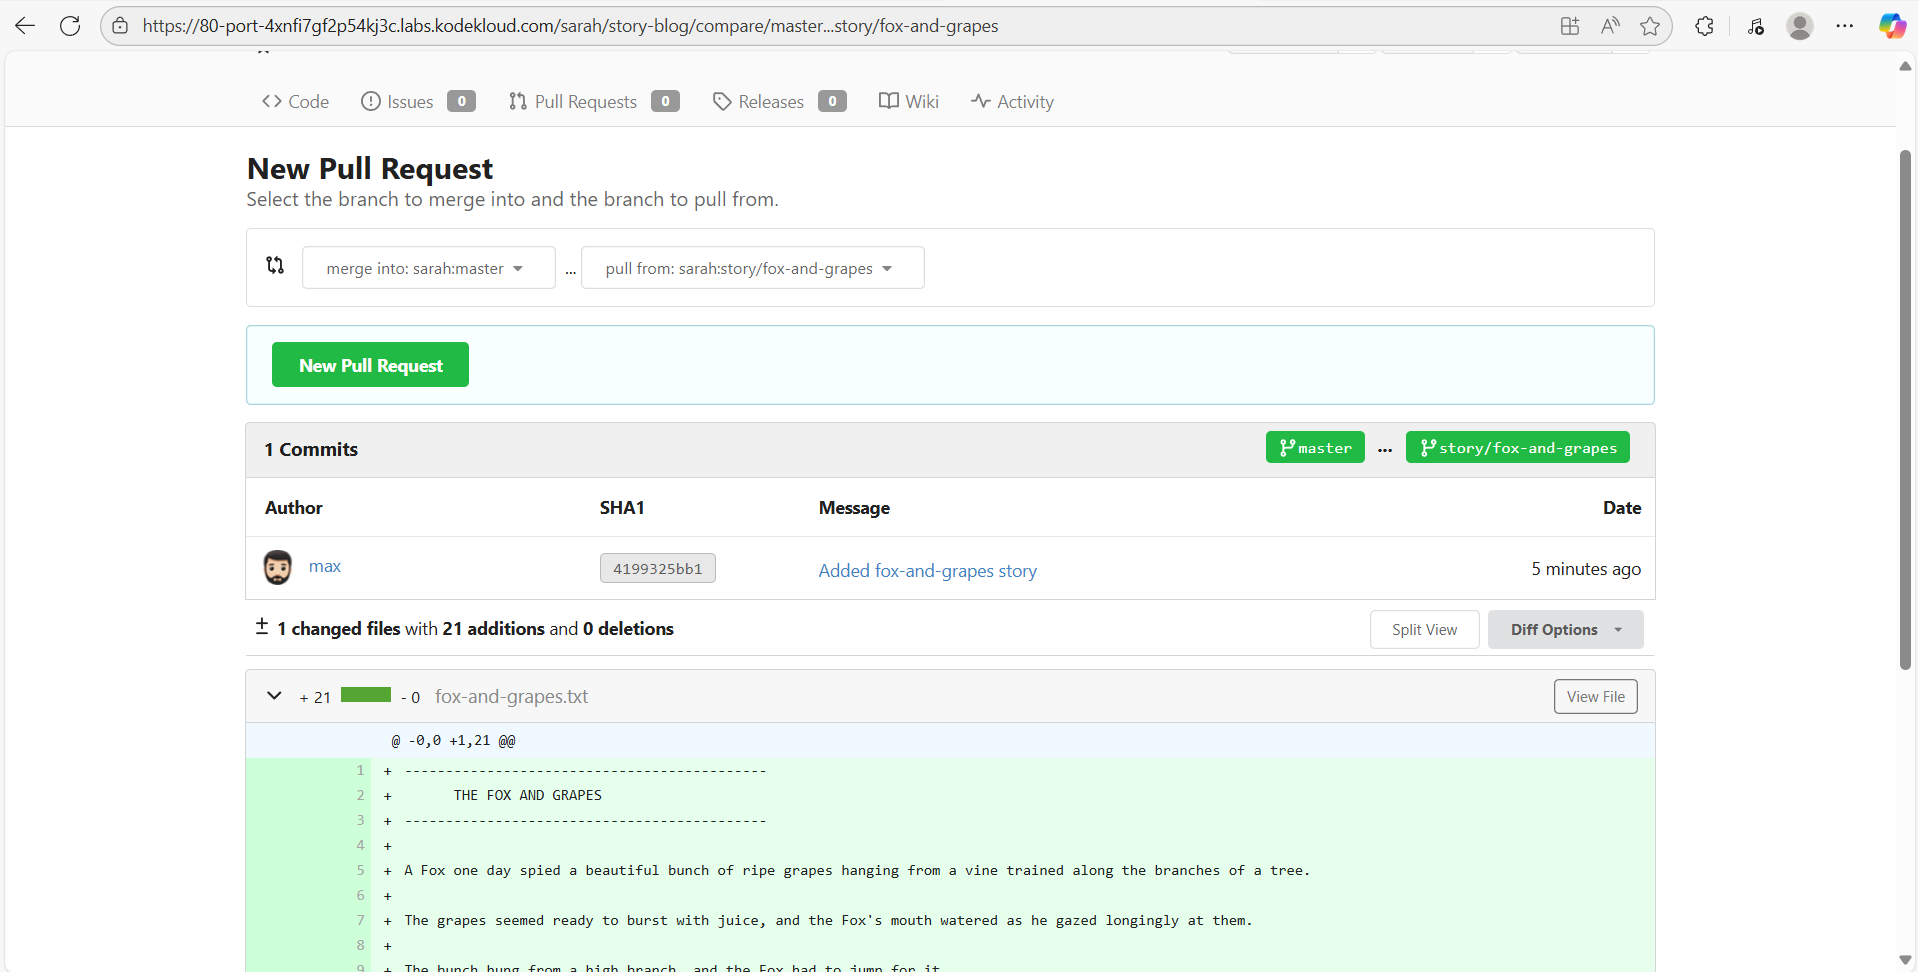 https://80-port-4xnfi7gf2p54kj3c.labs.kodekloud.com/sarah/story-blog/compare/master...story/fox-and-grapes
Code Issues 0 Pull Requests 0 Releases 0 Wiki Activity
New Pull Request
Select the branch to merge into and the branch to pull from.
merge into: sarah:master ... pull from: sarah:story/fox-and-grapes
New Pull Request
1 Commits master ... story/fox-and-grapes
Author SHA1 Message Date
max 4199325bb1 Added fox-and-grapes story 5 minutes ago
± 1 changed files with 21 additions and 0 deletions Split View Diff Options
+ 21 - 0 fox-and-grapes.txt View File
@ -0,0 +1,21 @@
1 + --------------------------------------------
2 + THE FOX AND GRAPES
3 + --------------------------------------------
4 +
5 + A Fox one day spied a beautiful bunch of ripe grapes hanging from a vine trained along the branches of a tree.
6 +
7 + The grapes seemed ready to burst with juice, and the Fox's mouth watered as he gazed longingly at them.
8 +
9 + The bunch hung from a high branch, and the Fox had to jump for it.